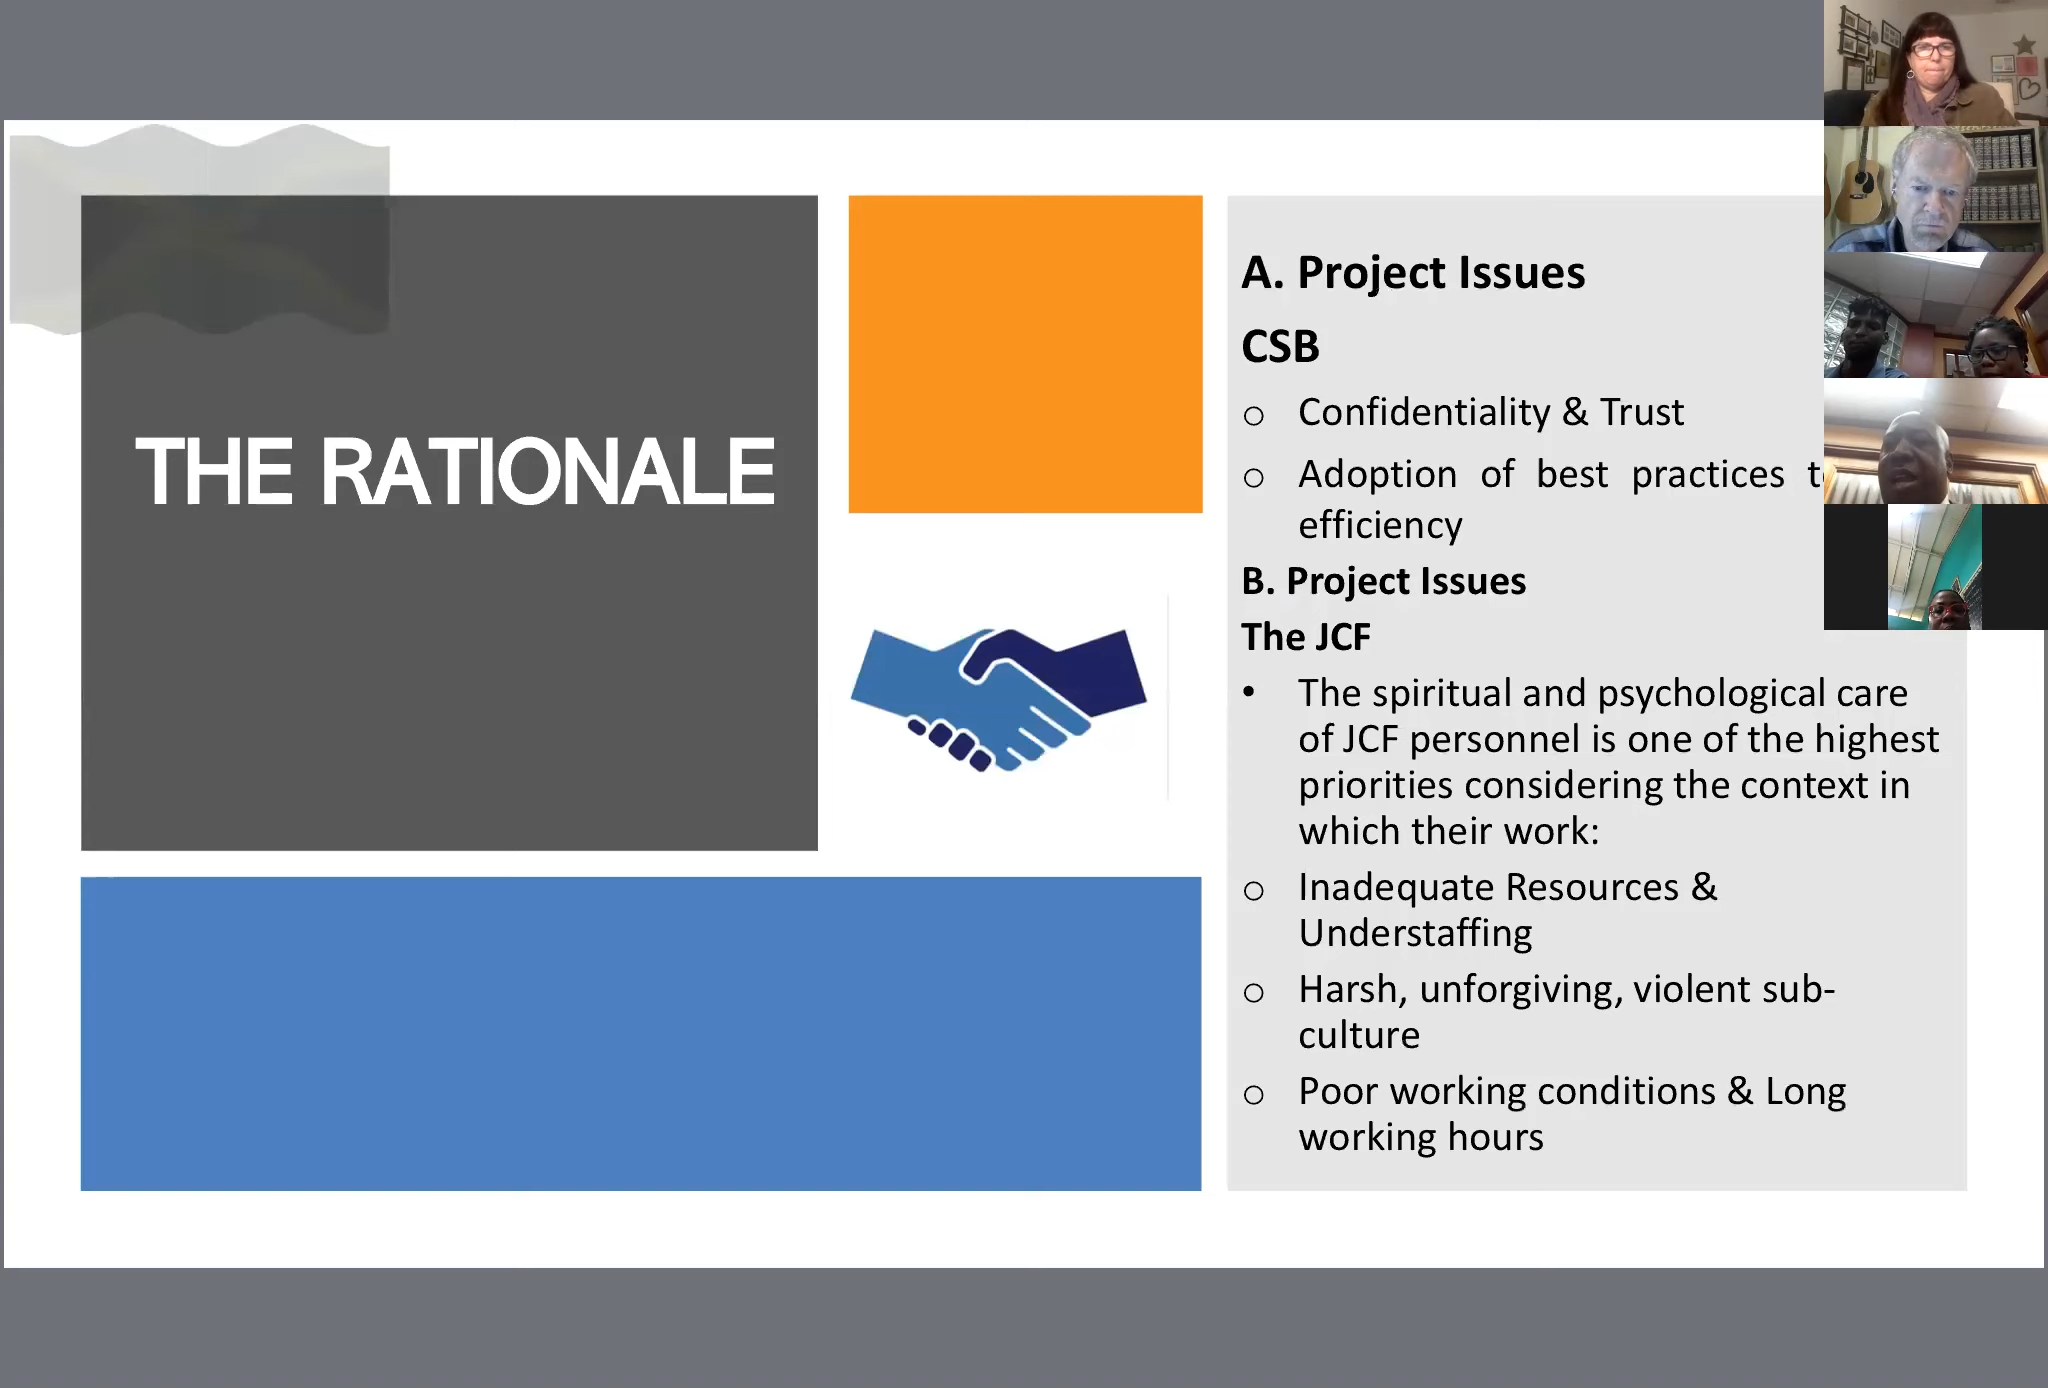 THE RATIONALE
A. Project Issues
CSB
○ Confidentiality & Trust
○ Adoption of best practices
efficiency
B. Project Issues
The JCF
• The spiritual and psychological care
of JCF personnel is one of the highest
priorities considering the context in
which their work:
○ Inadequate Resources &
Understaffing
○ Harsh, unforgiving, violent sub-
culture
○ Poor working conditions & Long
working hours